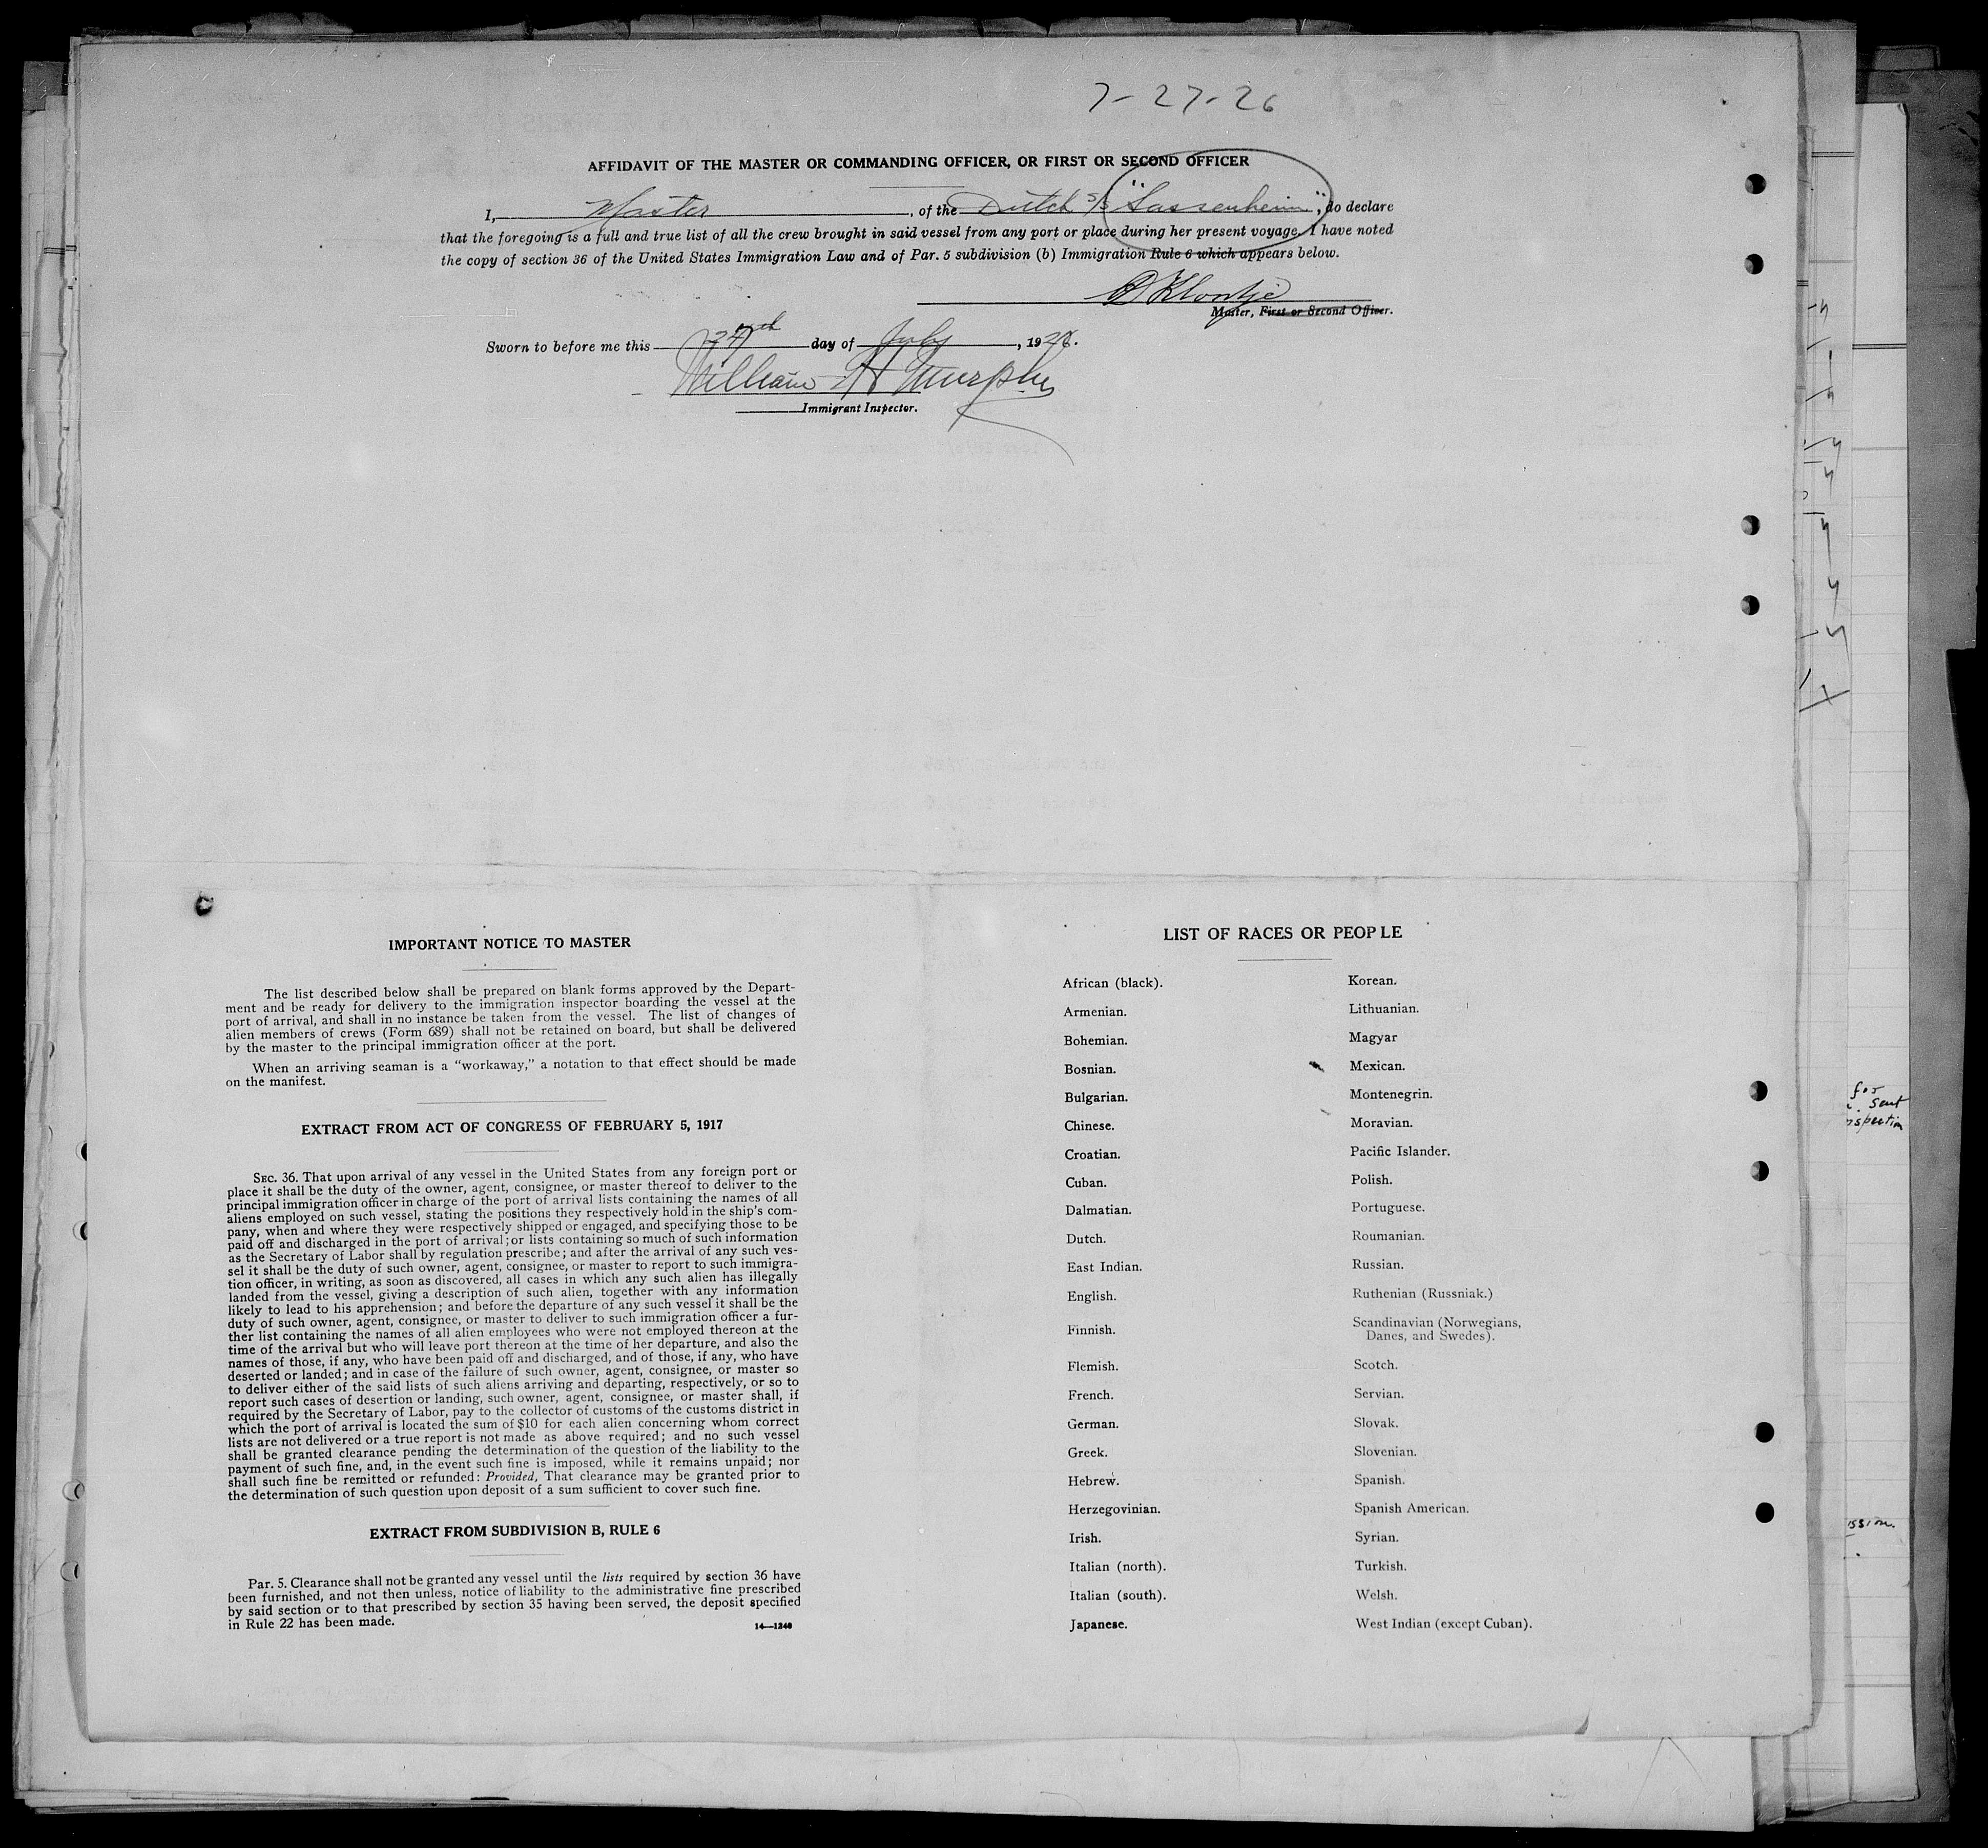 7-27-26
AFFIDAVIT OF THE MASTER OR COMMANDING OFFICER, OR FIRST OR SECOND OFFICER
I, Master, of the Dutch S/S "Sassenheim", do declare
that the foregoing is a full and true list of all the crew brought in said vessel from any port or place during her present voyage. I have noted
the copy of section 36 of the United States Immigration Law and of Par. 5 subdivision (b) Immigration Rule 6 which appears below.
Master, First or Second Officer.
Sworn to before me this 27th day of July, 1926.
William H Murphy
Immigrant Inspector.
IMPORTANT NOTICE TO MASTER
The list described below shall be prepared on blank forms approved by the Depart-
ment and be ready for delivery to the immigration inspector boarding the vessel at the
port of arrival, and shall in no instance be taken from the vessel. The list of changes of
alien members of crews (Form 689) shall not be retained on board, but shall be delivered
by the master to the principal immigration officer at the port.
When an arriving seaman is a "workaway," a notation to that effect should be made
on the manifest.
EXTRACT FROM ACT OF CONGRESS OF FEBRUARY 5, 1917
SEC. 36. That upon arrival of any vessel in the United States from any foreign port or
place it shall be the duty of the owner, agent, consignee, or master thereof to deliver to the
principal immigration officer in charge of the port of arrival lists containing the names of all
aliens employed on such vessel, stating the positions they respectively hold in the ship's com-
pany, when and where they were respectively shipped or engaged, and specifying those to be
paid off and discharged in the port of arrival; or lists containing so much of such information
as the Secretary of Labor shall by regulation prescribe; and after the arrival of any such ves-
sel it shall be the duty of such owner, agent, consignee, or master to report to such immigra-
tion officer, in writing, as soon as discovered, all cases in which any such alien has illegally
landed from the vessel, giving a description of such alien, together with any information
likely to lead to his apprehension; and before the departure of any such vessel it shall be the
duty of such owner, agent, consignee, or master to deliver to such immigration officer a fur-
ther list containing the names of all alien employees who were not employed thereon at the
time of the arrival but who will leave port thereon at the time of her departure, and also the
names of those, if any, who have been paid off and discharged, and of those, if any, who have
deserted or landed; and in case of the failure of such owner, agent, consignee, or master so
to deliver either of the said lists of such aliens arriving and departing, respectively, or so to
report such cases of desertion or landing, such owner, agent, consignee, or master shall, if
required by the Secretary of Labor, pay to the collector of customs of the customs district in
which the port of arrival is located the sum of $10 for each alien concerning whom correct
lists are not delivered or a true report is not made as above required; and no such vessel
shall be granted clearance pending the determination of the question of the liability to the
payment of such fine, and, in the event such fine is imposed, while it remains unpaid; nor
shall such fine be remitted or refunded: Provided, That clearance may be granted prior to
the determination of such question upon deposit of a sum sufficient to cover such fine.
EXTRACT FROM SUBDIVISION B, RULE 6
Par. 5. Clearance shall not be granted any vessel until the lists required by section 36 have
been furnished, and not then unless, notice of liability to the administrative fine prescribed
by said section or to that prescribed by section 35 having been served, the deposit specified
in Rule 22 has been made.
14—1246
LIST OF RACES OR PEOPLE
African (black).
Armenian.
Bohemian.
Bosnian.
Bulgarian.
Chinese.
Croatian.
Cuban.
Dalmatian.
Dutch.
East Indian.
English.
Finnish.
Flemish.
French.
German.
Greek.
Hebrew.
Herzegovinian.
Irish.
Italian (north).
Italian (south).
Japanese.
Korean.
Lithuanian.
Magyar
Mexican.
Montenegrin.
Moravian.
Pacific Islander.
Polish.
Portuguese.
Roumanian.
Russian.
Ruthenian (Russniak.)
Scandinavian (Norwegians,
Danes, and Swedes).
Scotch.
Servian.
Slovak.
Slovenian.
Spanish.
Spanish American.
Syrian.
Turkish.
Welsh.
West Indian (except Cuban).
for
sent